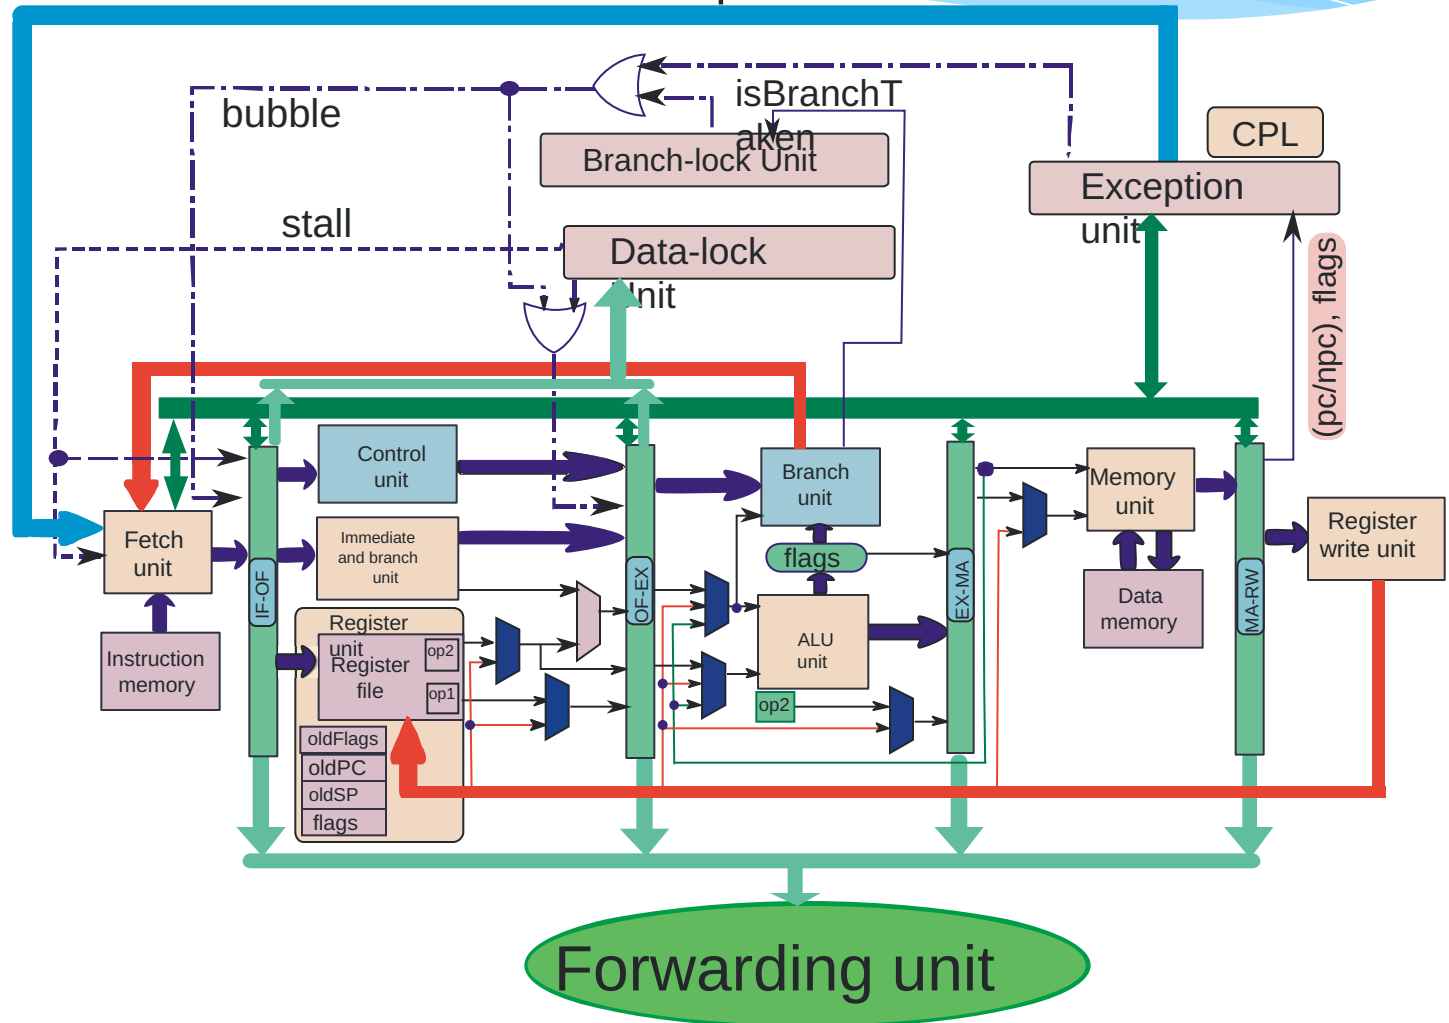 isBranchT
aken
bubble
CPL
Branch-lock Unit
Exception
unit
stall
Data-lock
Unit
(pc/npc), flags
Control
unit
Branch
unit
Memory
unit
Fetch
unit
Immediate
and branch
unit
flags
Register
write unit
IF-OF
OF-EX
EX-MA
MA-RW
Data
memory
Register
unit
Register
file
op2
op1
ALU
unit
Instruction
memory
op2
oldFlags
oldPC
oldSP
flags
Forwarding unit